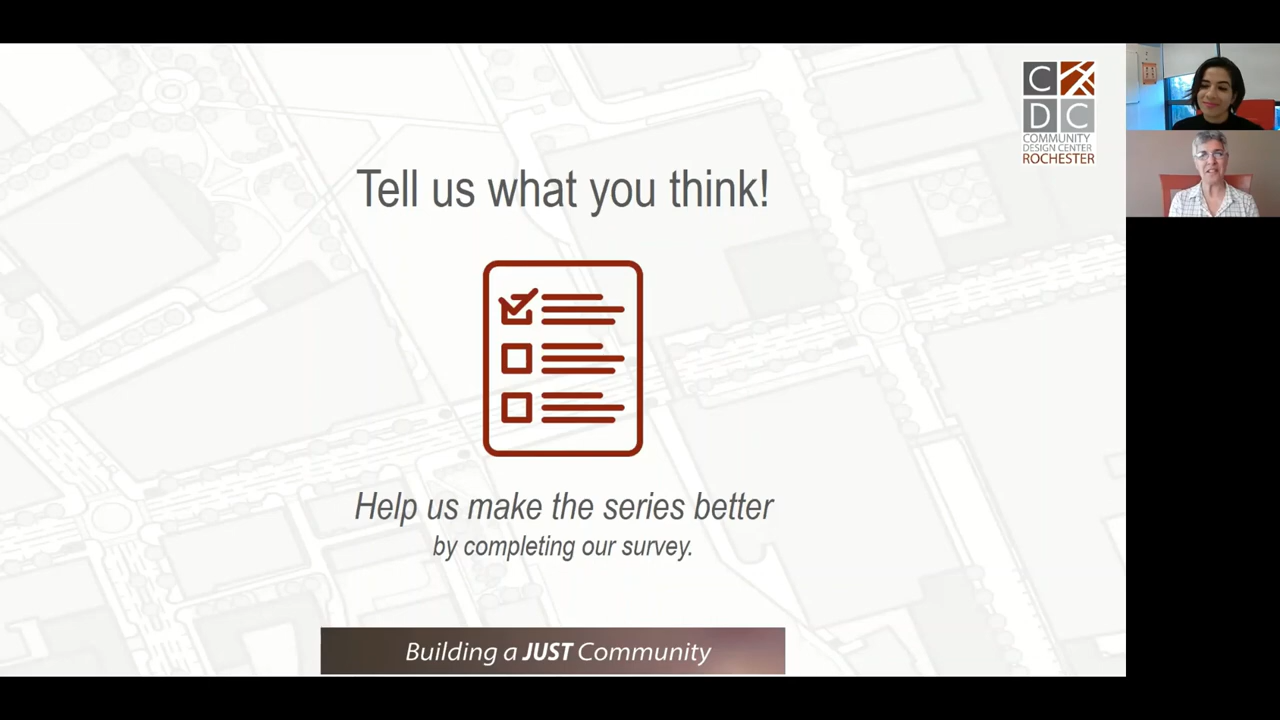 Tell us what you think!
Help us make the series better
by completing our survey.
Building a JUST Community
C
DC
COMMUNITY
DESIGN CENTER
ROCHESTER